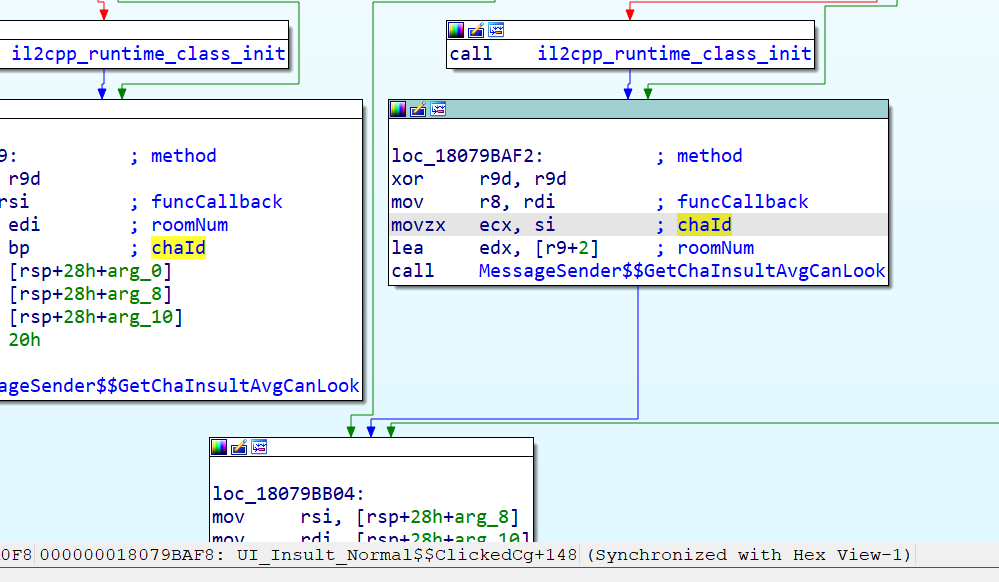 il2cpp_runtime_class_init
call il2cpp_runtime_class_init
9: ; method
r9d
rsi ; funcCallback
edi ; roomNum
bp ; chaId
[rsp+28h+arg_0]
[rsp+28h+arg_8]
[rsp+28h+arg_10]
20h
ageSender$$GetChaInsultAvgCanLook
loc_18079BAF2: ; method
xor r9d, r9d
mov r8, rdi ; funcCallback
movzx ecx, si ; chaId
lea edx, [r9+2] ; roomNum
call MessageSender$$GetChaInsultAvgCanLook
loc_18079BB04:
mov rsi, [rsp+28h+arg_8]
mov rdi, [rsp+28h+arg_10]
0F8 000000018079BAF8: UI_Insult_Normal$$ClickedCg+148 (Synchronized with Hex View-1)